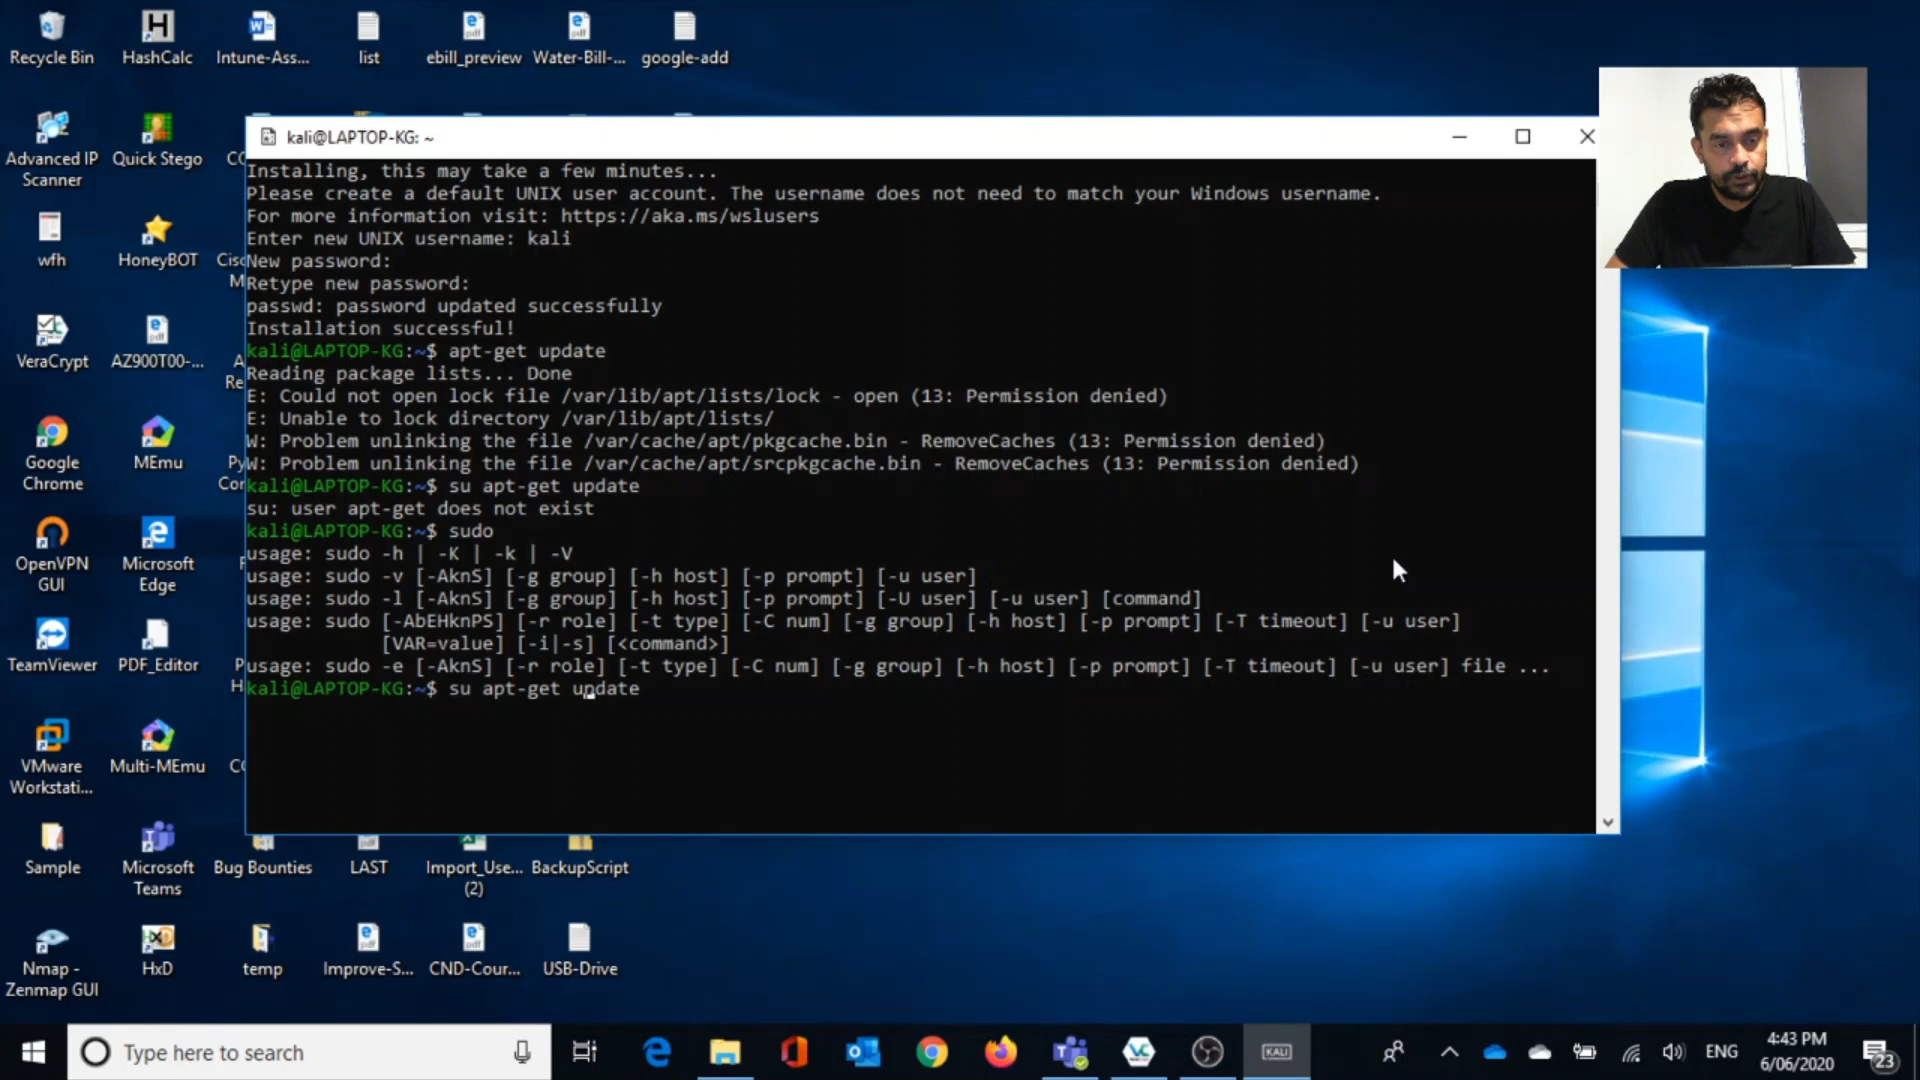 Recycle Bin
HashCalc
Intune-Ass...
list
ebill_preview
Water-Bill-...
google-add
Advanced IP
Scanner
Quick Stego
wfh
HoneyBOT
VeraCrypt
AZ900T00-...
Google
Chrome
MEmu
OpenVPN
GUI
Microsoft
Edge
TeamViewer
PDF_Editor
VMware
Workstati...
Multi-MEmu
Sample
Microsoft
Teams
Bug Bounties
LAST
Import_Use...
(2)
BackupScript
Nmap -
Zenmap GUI
HxD
temp
Improve-S...
CND-Cour...
USB-Drive
kali@LAPTOP-KG: ~
Installing, this may take a few minutes...
Please create a default UNIX user account. The username does not need to match your Windows username.
For more information visit: https://aka.ms/wslusers
Enter new UNIX username: kali
New password:
Retype new password:
passwd: password updated successfully
Installation successful!
kali@LAPTOP-KG:~$ apt-get update
Reading package lists... Done
E: Could not open lock file /var/lib/apt/lists/lock - open (13: Permission denied)
E: Unable to lock directory /var/lib/apt/lists/
W: Problem unlinking the file /var/cache/apt/pkgcache.bin - RemoveCaches (13: Permission denied)
W: Problem unlinking the file /var/cache/apt/srcpkgcache.bin - RemoveCaches (13: Permission denied)
kali@LAPTOP-KG:~$ su apt-get update
su: user apt-get does not exist
kali@LAPTOP-KG:~$ sudo
usage: sudo -h | -K | -k | -V
usage: sudo -v [-AknS] [-g group] [-h host] [-p prompt] [-u user]
usage: sudo -l [-AknS] [-g group] [-h host] [-p prompt] [-U user] [-u user] [command]
usage: sudo [-AbEHknPS] [-r role] [-t type] [-C num] [-g group] [-h host] [-p prompt] [-T timeout] [-u user]
[VAR=value] [-i|-s] [<command>]
usage: sudo -e [-AknS] [-r role] [-t type] [-C num] [-g group] [-h host] [-p prompt] [-T timeout] [-u user] file ...
kali@LAPTOP-KG:~$ su apt-get update
Type here to search
KALI
ENG
4:43 PM
6/06/2020
23